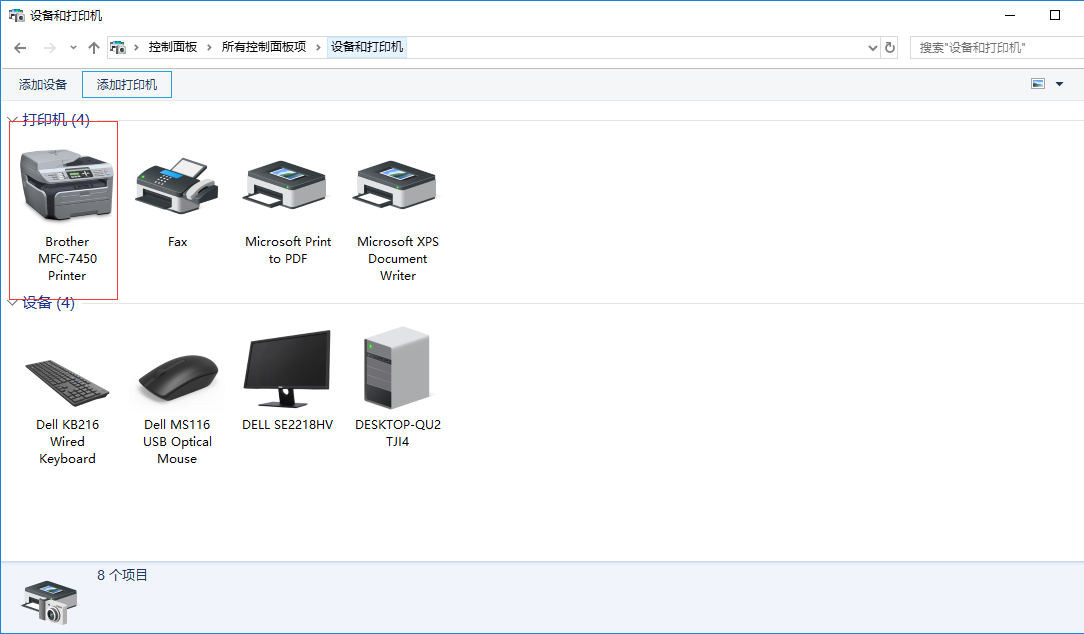 设备和打印机
控制面板 所有控制面板项 设备和打印机
搜索"设备和打印机"
添加设备 添加打印机
打印机 (4)
Brother
MFC-7450
Printer
Fax
Microsoft Print
to PDF
Microsoft XPS
Document
Writer
设备 (4)
Dell KB216
Wired
Keyboard
Dell MS116
USB Optical
Mouse
DELL SE2218HV
DESKTOP-QU2
TJI4
8 个项目